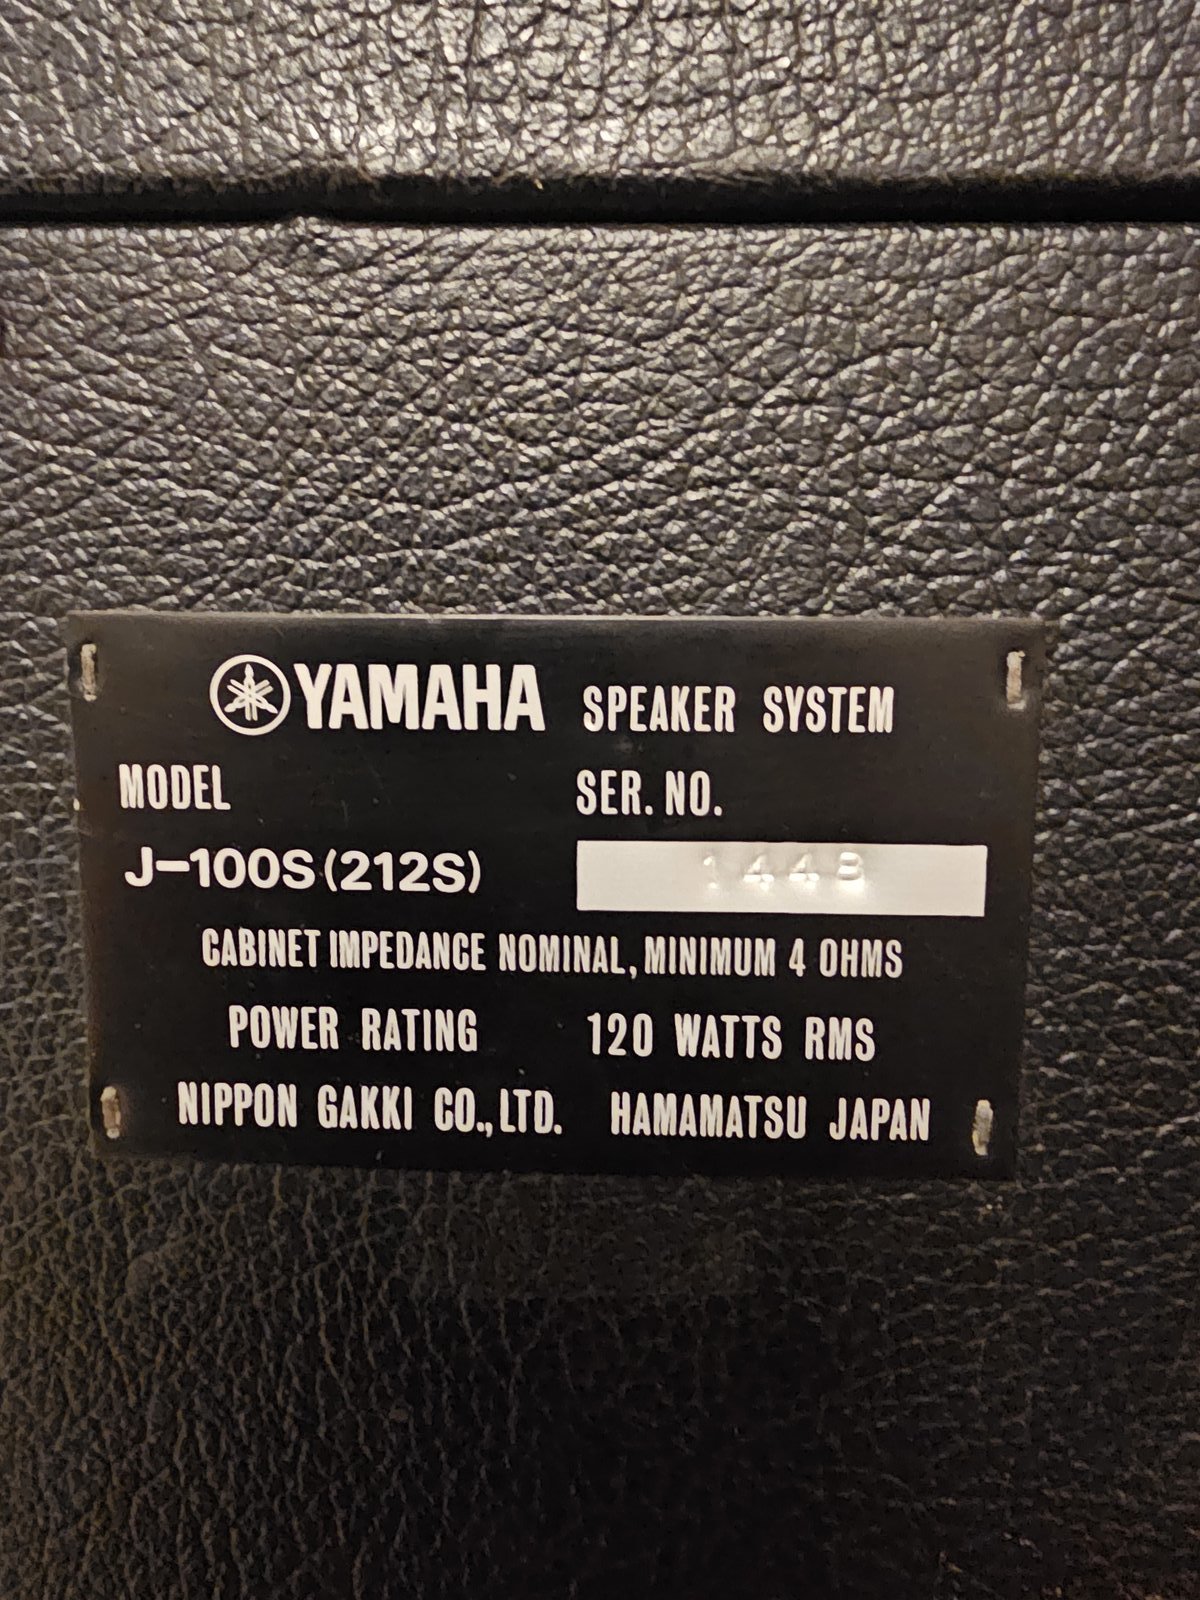 YAMAHA SPEAKER SYSTEM
MODEL SER. NO.
J-100S (212S) 1448
CABINET IMPEDANCE NOMINAL, MINIMUM 4 OHMS
POWER RATING 120 WATTS RMS
NIPPON GAKKI CO., LTD. HAMAMATSU JAPAN